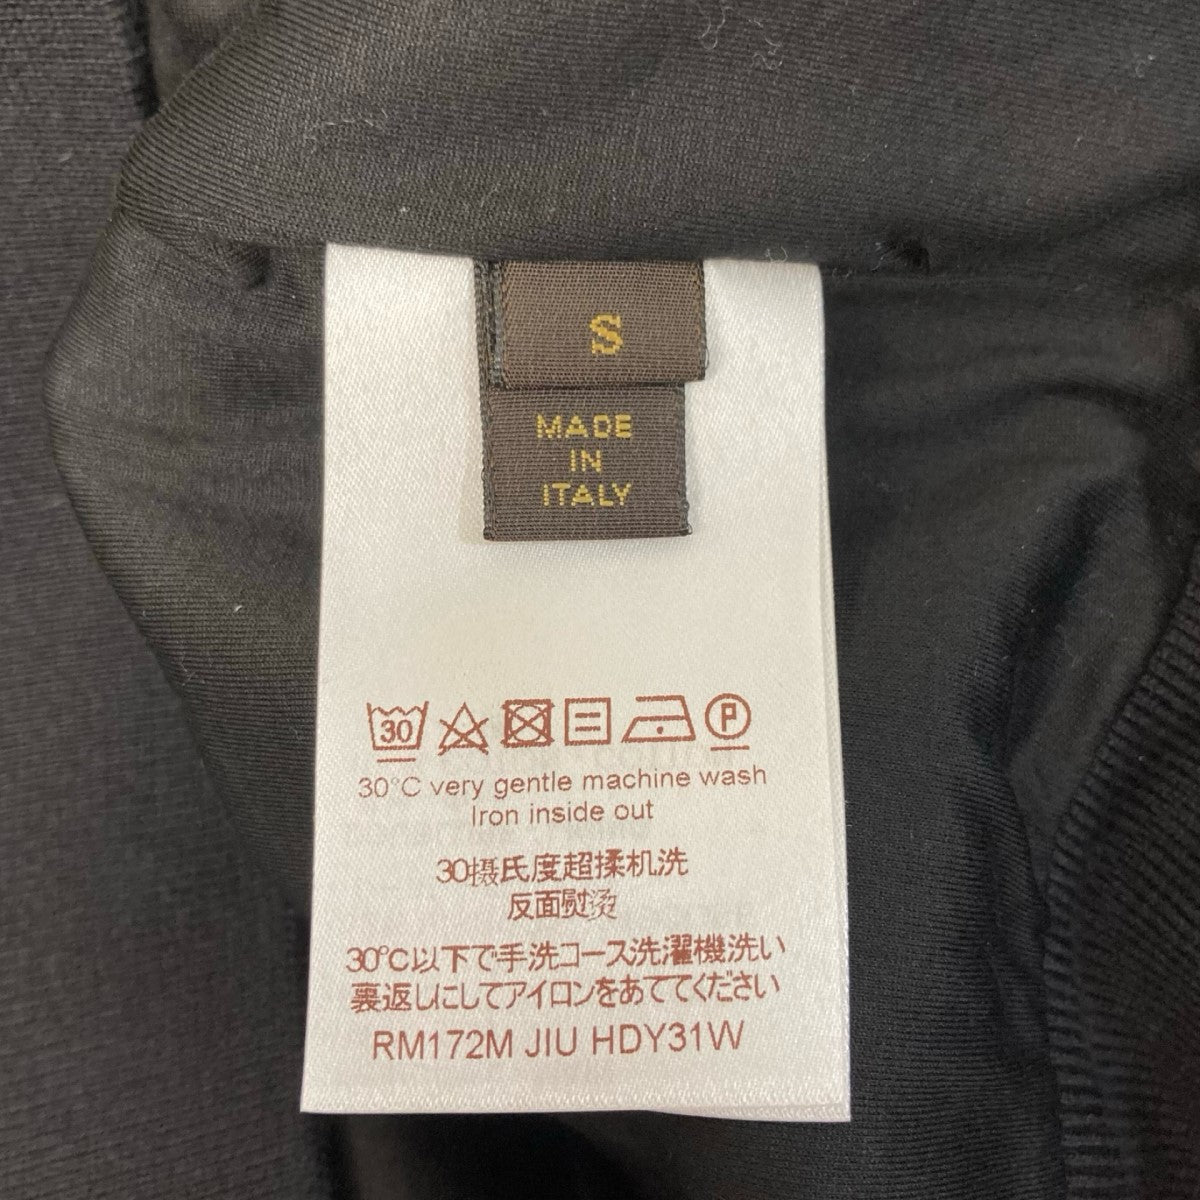 S
MADE
IN
ITALY
30 P
30°C very gentle machine wash
Iron inside out
30摄氏度超揉机洗
反面熨烫
30°C以下で手洗コース洗濯機洗い
裏返しにしてアイロンをあててください
RM172M JIU HDY31W